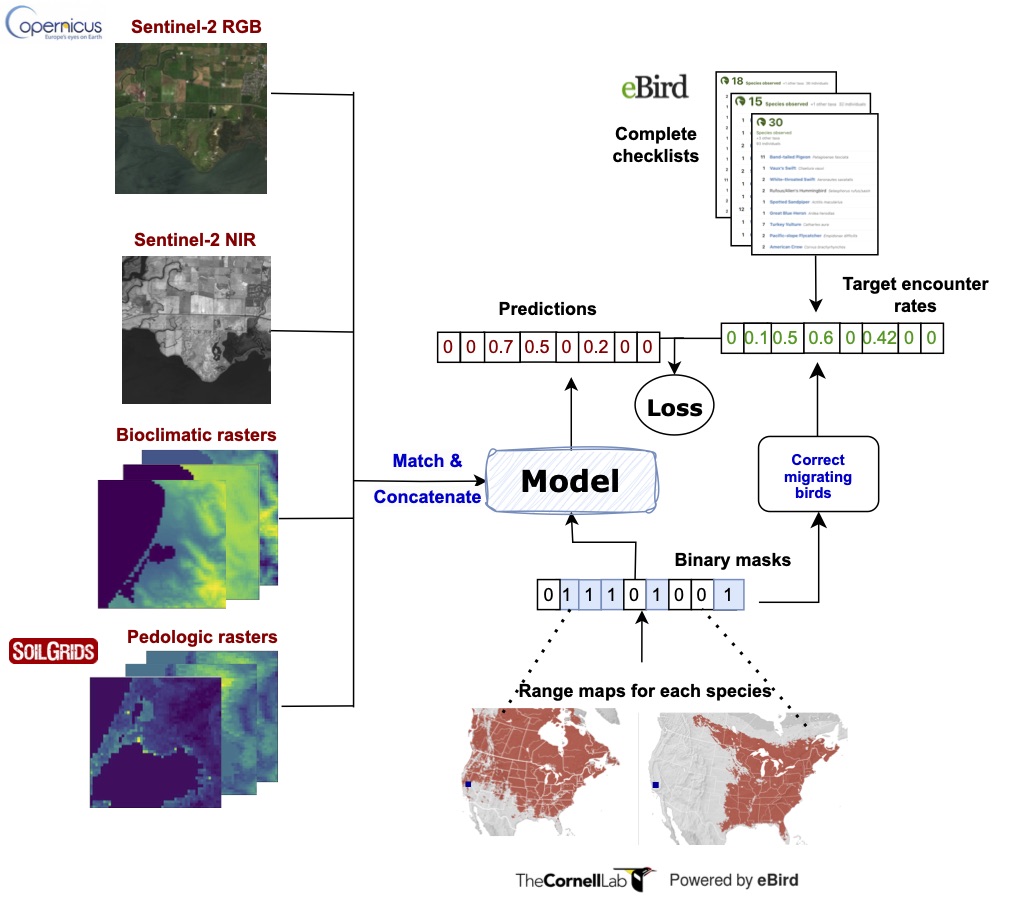 opernicus
Europe's eyes on Earth
Sentinel-2 RGB
Sentinel-2 NIR
Bioclimatic rasters
SOILGRIDS
Pedologic rasters
Match &
Concatenate
eBird
Complete
checklists
18 Species observed
15 Species observed
30
Species observed
11 Band-tailed Pigeon
1 Vaux's Swift
2 White-throated Swift
2 Rufous/Allen's Hummingbird
1 Spotted Sandpiper
1 Great Blue Heron
7 Turkey Vulture
2 Pacific-slope Flycatcher
2 American Crow
Target encounter
rates
0 0.1 0.5 0.6 0 0.42 0 0
Predictions
0 0 0.7 0.5 0 0.2 0 0
Loss
Model
Correct
migrating
birds
Binary masks
0 1 1 1 0 1 0 0 1
Range maps for each species
TheCornellLab
Powered by eBird